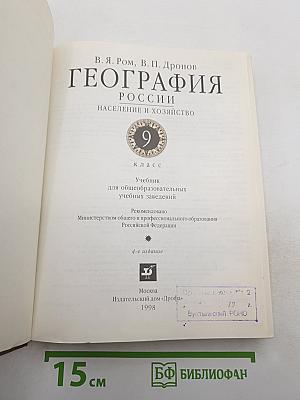 В. Я. Ром, В. П. Дронов
ГЕОГРАФИЯ
РОССИИ
НАСЕЛЕНИЕ И ХОЗЯЙСТВО
9
класс
Учебник
для общеобразовательных
учебных заведений
Рекомендовано
Министерством общего и профессионального образования
Российской Федерации
4-е издание
Москва
Издательский дом «Дрофа»
1998
15 см
БФ БИБЛИОФАН